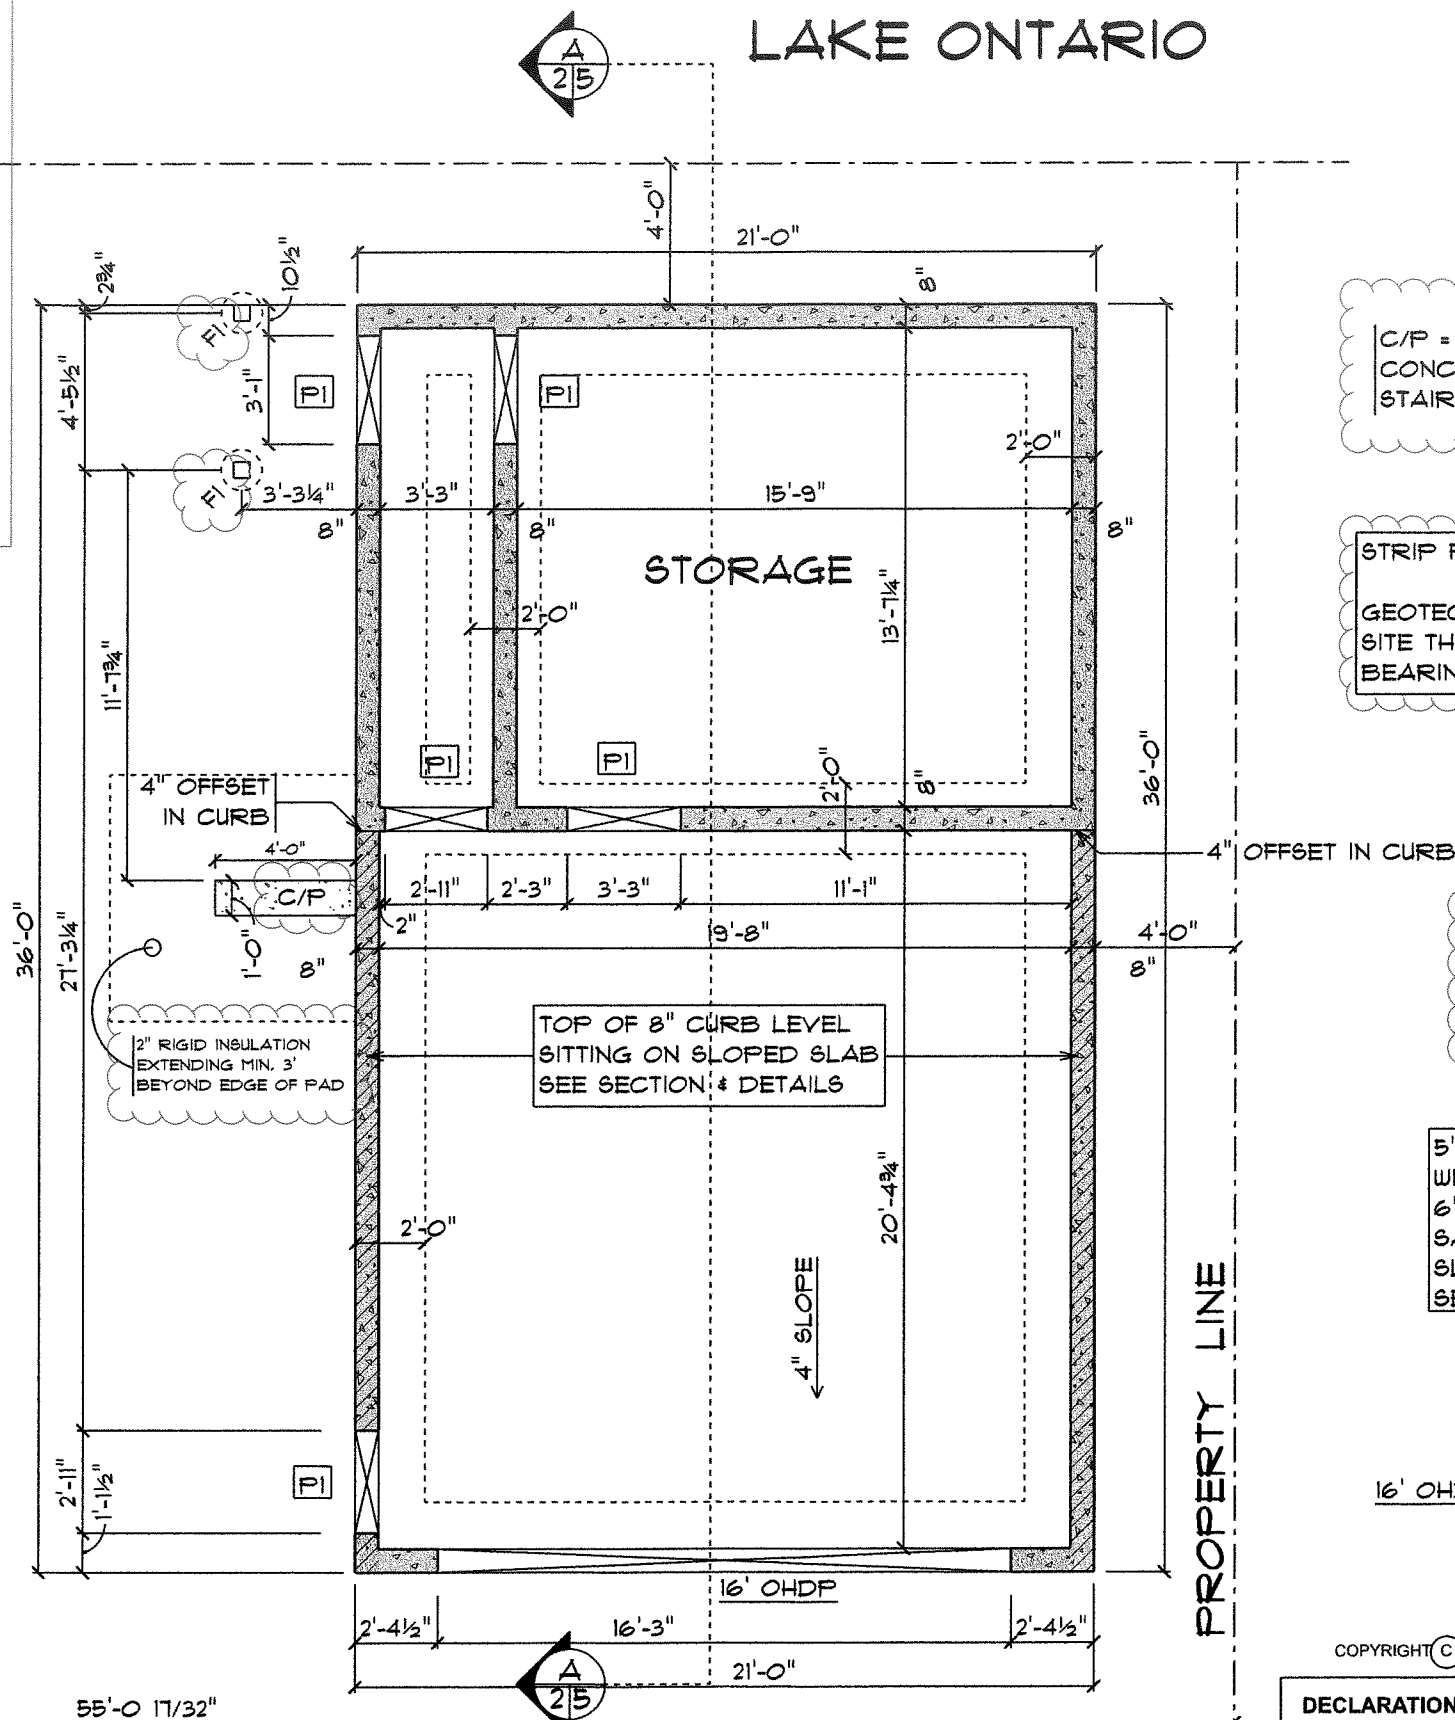 LAKE ONTARIO
A
25
4'-0"
21'-0"
2¾"
10½"
8"
F1
4'-5½"
3'-1"
P1
P1
C/P =
CONC
STAIR
2'-0"
F1
3'-3¼"
3'-3"
15'-9"
8"
8"
8"
STRIP F
STORAGE
GEOTEC
SITE TH
BEARIN
2'-0"
13'-7¼"
11'-7¾"
P1
P1
2'-0"
8"
36'-0"
4" OFFSET
IN CURB
4'-0"
4" OFFSET IN CURB
C/P
2'-11"
2'-3"
3'-3"
11'-1"
2"
19'-8"
4'-0"
36'-0"
27'-3¼"
1'-0"
8"
8"
TOP OF 8" CURB LEVEL
SITTING ON SLOPED SLAB
SEE SECTION & DETAILS
2" RIGID INSULATION
EXTENDING MIN. 3'
BEYOND EDGE OF PAD
20'-4¾"
2'-0"
4" SLOPE
PROPERTY LINE
5'
6'
2'-11"
1'-1½"
P1
16' OH
16' OHDP
2'-4½"
16'-3"
2'-4½"
COPYRIGHT C
A
25
21'-0"
55'-0 17/32"
DECLARATION